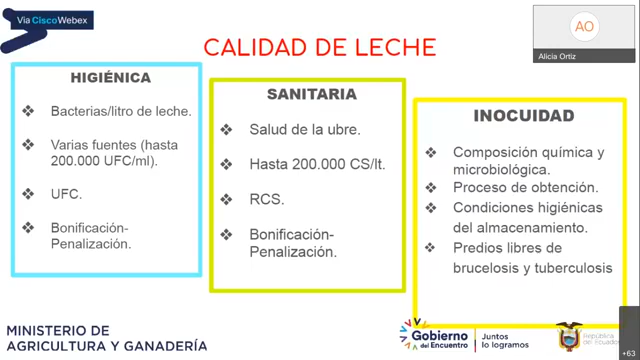 Vía CiscoWebex
AO
Alicia Ortiz
CALIDAD DE LECHE
HIGIÉNICA
❖ Bacterias/litro de leche.
❖ Varias fuentes (hasta
200.000 UFC/ml).
❖ UFC.
❖ Bonificación-
Penalización.
SANITARIA
❖ Salud de la ubre.
❖ Hasta 200.000 CS/lt.
❖ RCS.
❖ Bonificación-
Penalización.
INOCUIDAD
❖ Composición química y
microbiológica.
❖ Proceso de obtención.
❖ Condiciones higiénicas
del almacenamiento.
❖ Predios libres de
brucelosis y tuberculosis
MINISTERIO DE
AGRICULTURA Y GANADERÍA
Gobierno
del Encuentro
Juntos
lo logramos
República
del Ecuador
+63